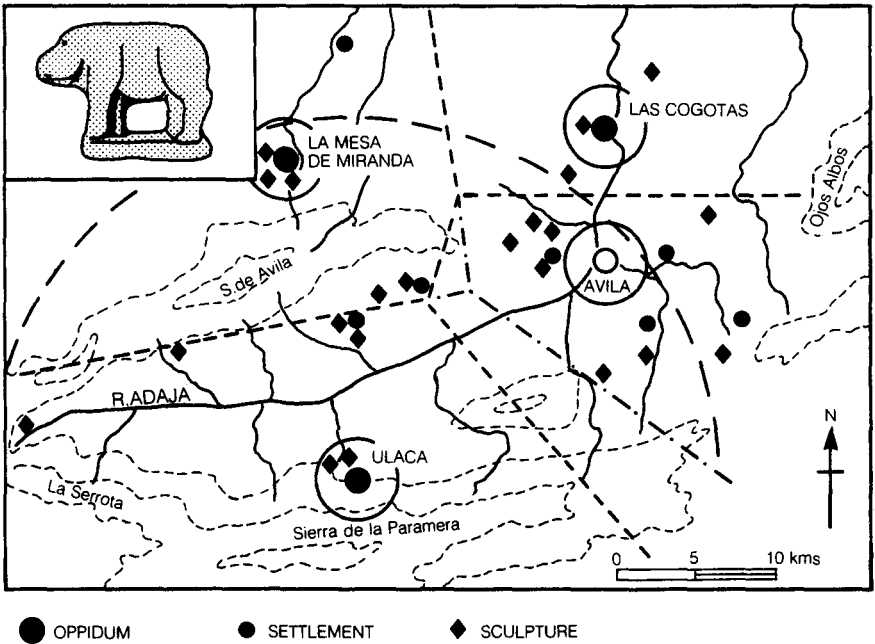 LAS COGOTAS
LA MESA
DE MIRANDA
Ojos Albos
S.de Avila
AVILA
R.ADAJA
N
ULACA
La Serrota
Sierra de la Paramera
0 5 10 kms
OPPIDUM SETTLEMENT SCULPTURE